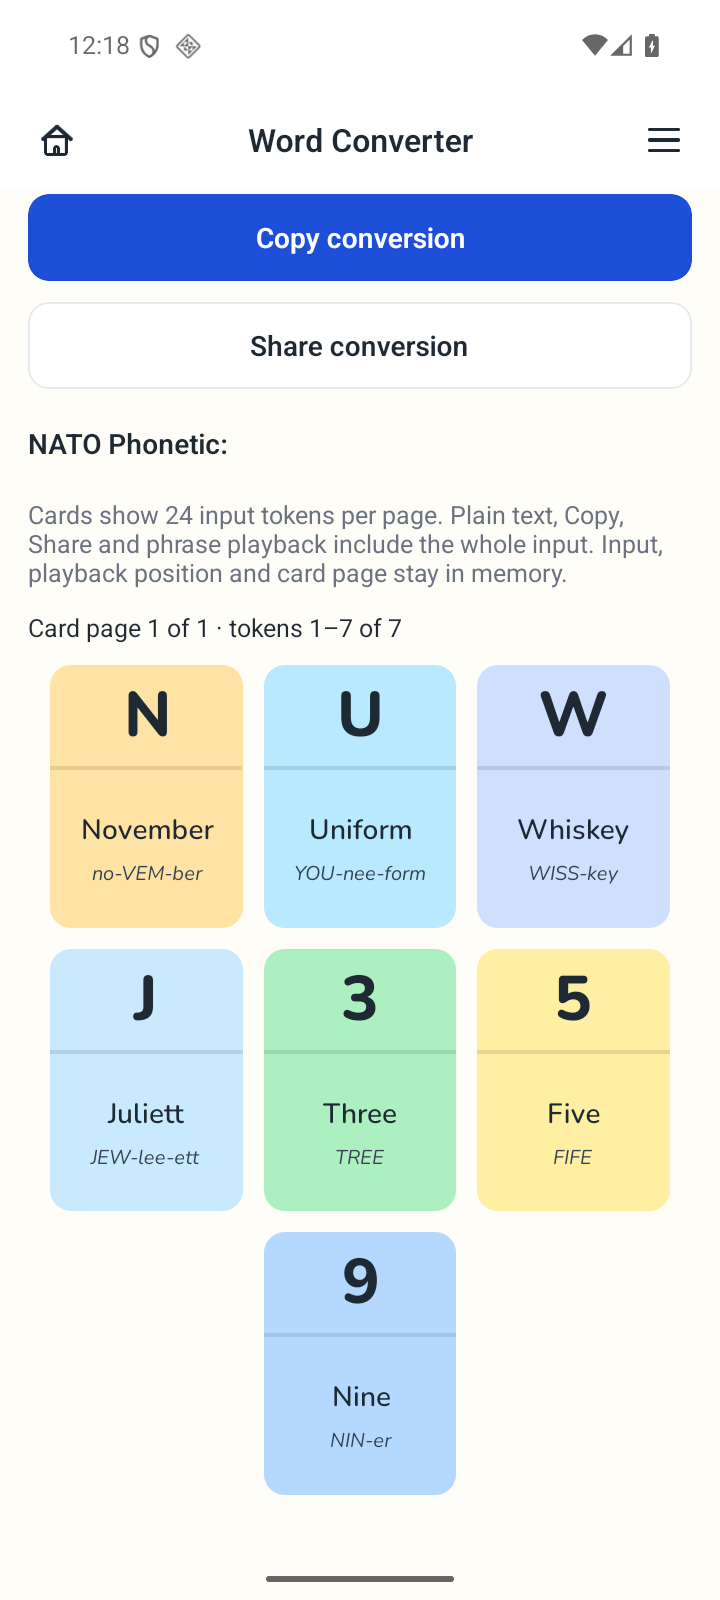 12:18
Word Converter
Copy conversion
Share conversion
NATO Phonetic:
Cards show 24 input tokens per page. Plain text, Copy,
Share and phrase playback include the whole input. Input,
playback position and card page stay in memory.
Card page 1 of 1 · tokens 1–7 of 7
N
November
no-VEM-ber
U
Uniform
YOU-nee-form
W
Whiskey
WISS-key
J
Juliett
JEW-lee-ett
3
Three
TREE
5
Five
FIFE
9
Nine
NIN-er